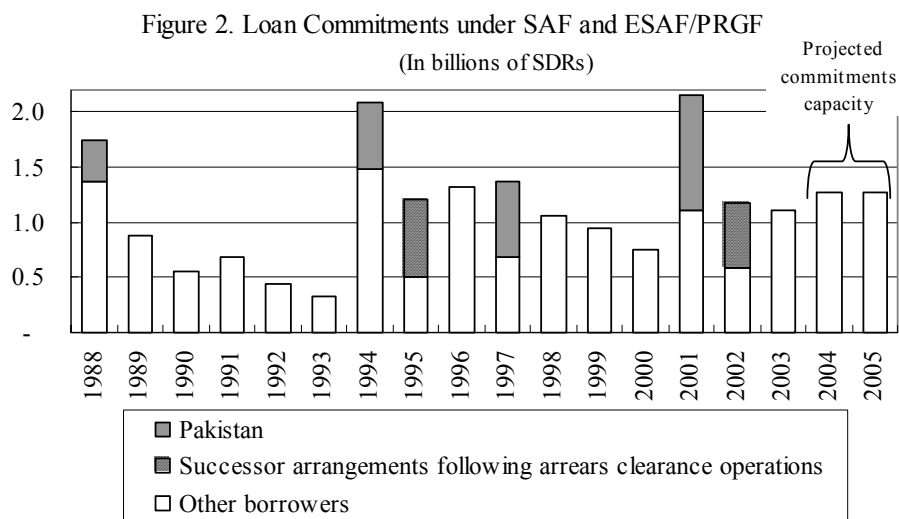 Figure 2. Loan Commitments under SAF and ESAF/PRGF
(In billions of SDRs)
Projected
commitments
capacity
2.0
1.5
1.0
0.5
-
1988
1989
1990
1991
1992
1993
1994
1995
1996
1997
1998
1999
2000
2001
2002
2003
2004
2005
Pakistan
Successor arrangements following arrears clearance operations
Other borrowers